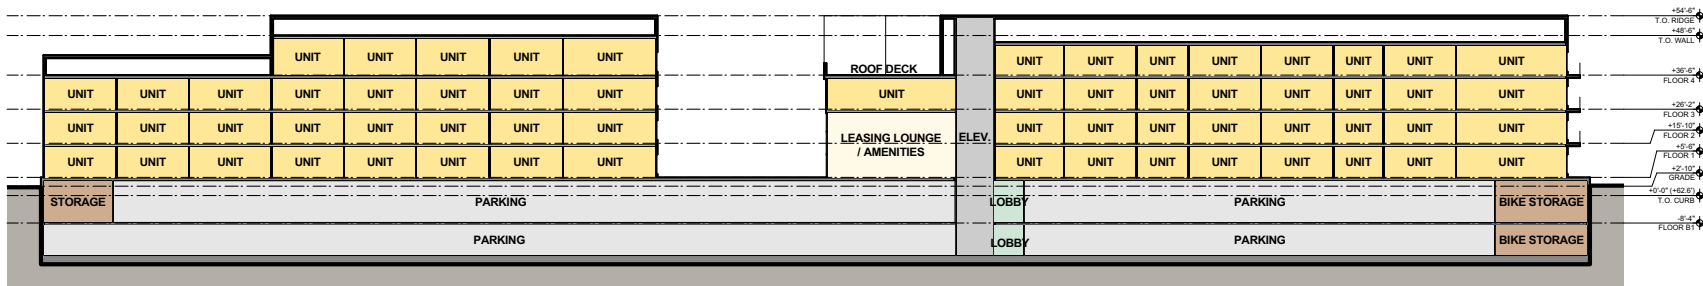 +54'-6"
T.O. RIDGE
+48'-6"
T.O. WALL
UNIT UNIT UNIT UNIT UNIT
ROOF DECK
UNIT UNIT UNIT UNIT UNIT UNIT UNIT
+36'-6"
FLOOR 4
UNIT UNIT UNIT UNIT UNIT UNIT UNIT UNIT
UNIT
UNIT UNIT UNIT UNIT UNIT UNIT UNIT
+26'-2"
FLOOR 3
UNIT UNIT UNIT UNIT UNIT UNIT UNIT UNIT
LEASING LOUNGE
/ AMENITIES
ELEV.
UNIT UNIT UNIT UNIT UNIT UNIT UNIT
+15'-10"
FLOOR 2
UNIT UNIT UNIT UNIT UNIT UNIT UNIT UNIT
UNIT UNIT UNIT UNIT UNIT UNIT UNIT
+5'-6"
FLOOR 1
+2'-10"
GRADE
STORAGE
PARKING
LOBBY
PARKING
BIKE STORAGE
+0'-0" (+62.6')
T.O. CURB
-8'-4"
FLOOR B1
PARKING
LOBBY
PARKING
BIKE STORAGE